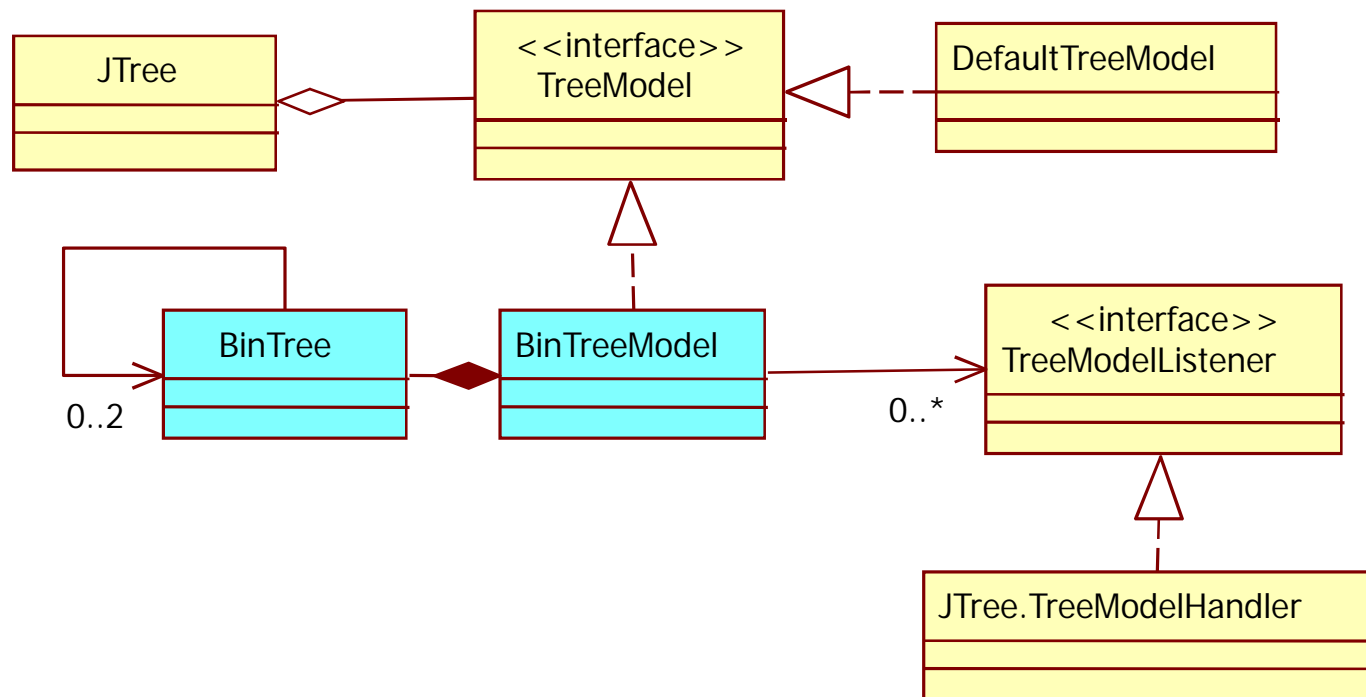 JTree
<<interface>>
TreeModel
DefaultTreeModel
BinTree
BinTreeModel
<<interface>>
TreeModelListener
0..2
0..*
JTree.TreeModelHandler